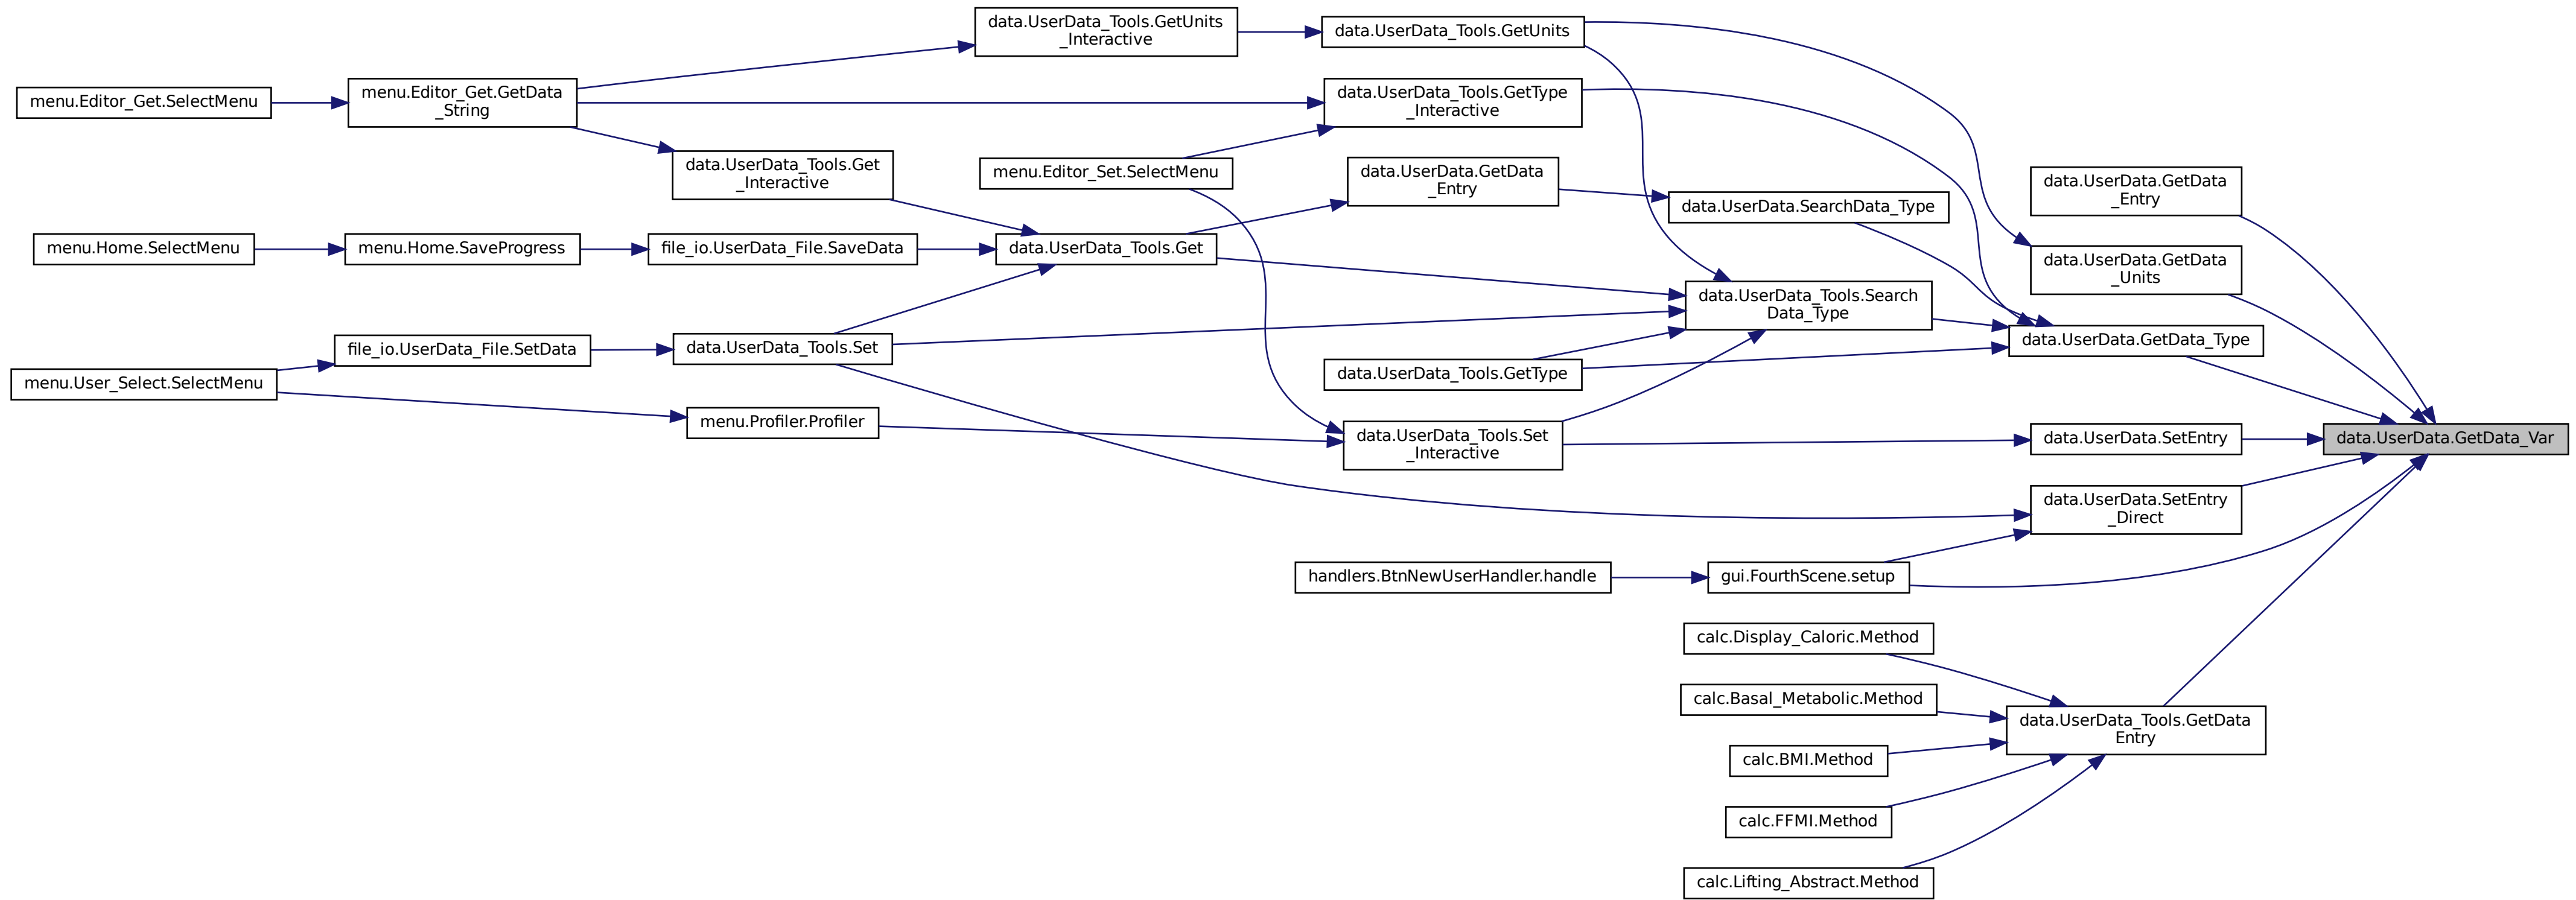 data.UserData_Tools.GetUnits
_Interactive
data.UserData_Tools.GetUnits
menu.Editor_Get.SelectMenu
menu.Editor_Get.GetData
_String
data.UserData_Tools.GetType
_Interactive
data.UserData_Tools.Get
_Interactive
menu.Editor_Set.SelectMenu
data.UserData.GetData
_Entry
data.UserData.SearchData_Type
data.UserData.GetData
_Entry
menu.Home.SelectMenu
menu.Home.SaveProgress
file_io.UserData_File.SaveData
data.UserData_Tools.Get
data.UserData.GetData
_Units
data.UserData_Tools.Search
Data_Type
file_io.UserData_File.SetData
data.UserData_Tools.Set
data.UserData.GetData_Type
menu.User_Select.SelectMenu
data.UserData_Tools.GetType
menu.Profiler.Profiler
data.UserData_Tools.Set
_Interactive
data.UserData.SetEntry
data.UserData.GetData_Var
data.UserData.SetEntry
_Direct
handlers.BtnNewUserHandler.handle
gui.FourthScene.setup
calc.Display_Caloric.Method
calc.Basal_Metabolic.Method
data.UserData_Tools.GetData
Entry
calc.BMI.Method
calc.FFMI.Method
calc.Lifting_Abstract.Method